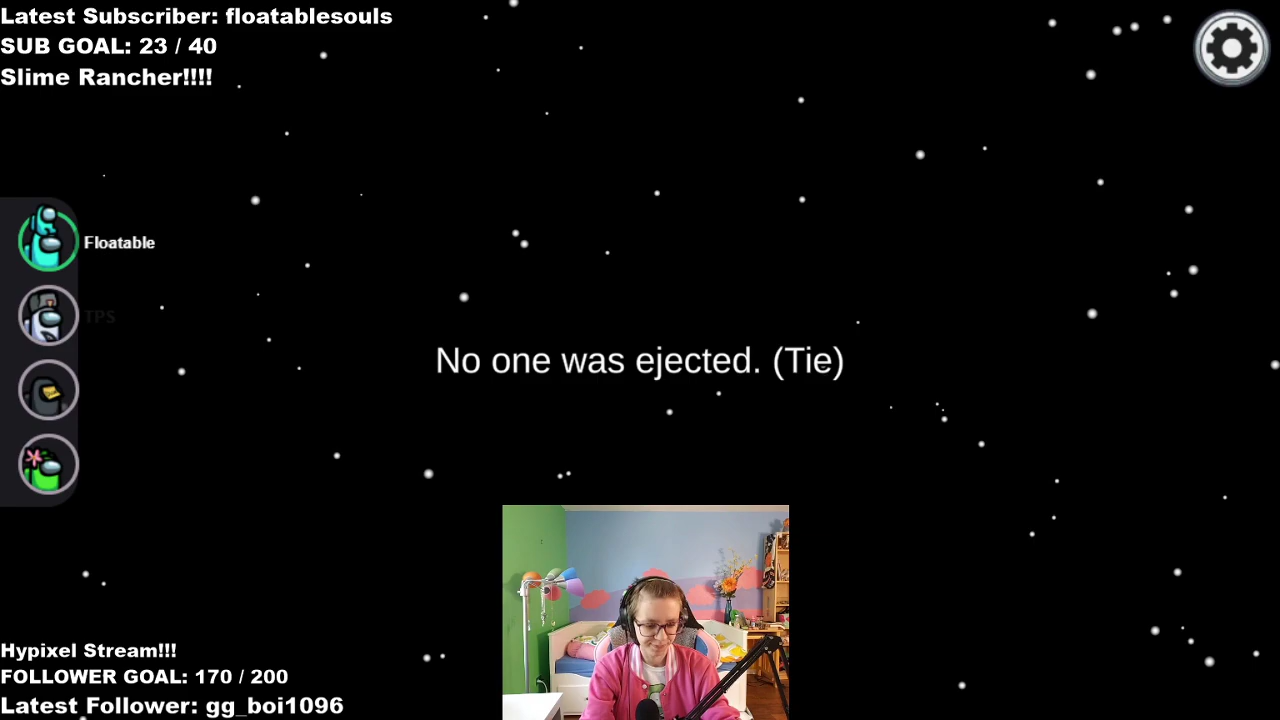 Latest Subscriber: floatablesouls
SUB GOAL: 23 / 40
Slime Rancher!!!!
Floatable
TPS
No one was ejected. (Tie)
Hypixel Stream!!!
FOLLOWER GOAL: 170 / 200
Latest Follower: gg_boi1096